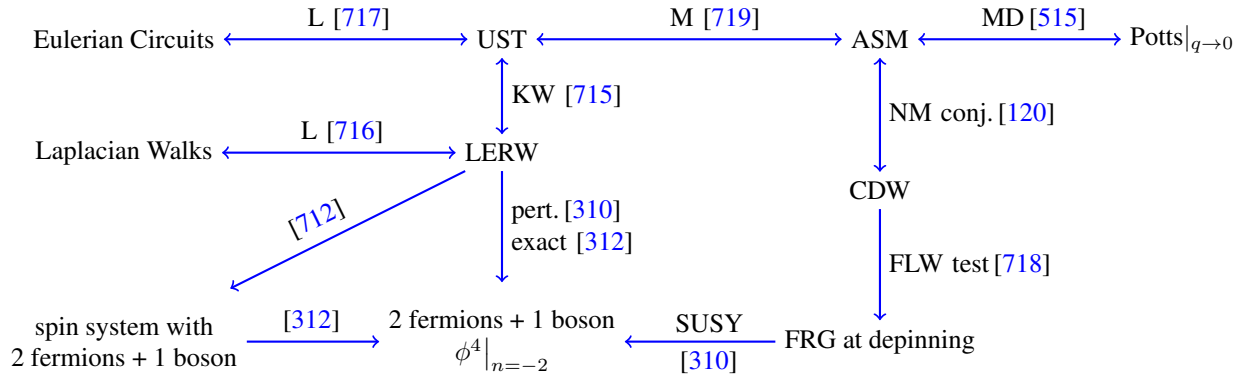 L [717]
M [719]
MD [515]
Eulerian Circuits
UST
ASM
Potts|q→0
KW [715]
NM conj. [120]
L [716]
Laplacian Walks
LERW
CDW
[712]
pert. [310]
exact [312]
FLW test [718]
spin system with
2 fermions + 1 boson
[312]
2 fermions + 1 boson
ϕ⁴|n=−2
SUSY
[310]
FRG at depinning